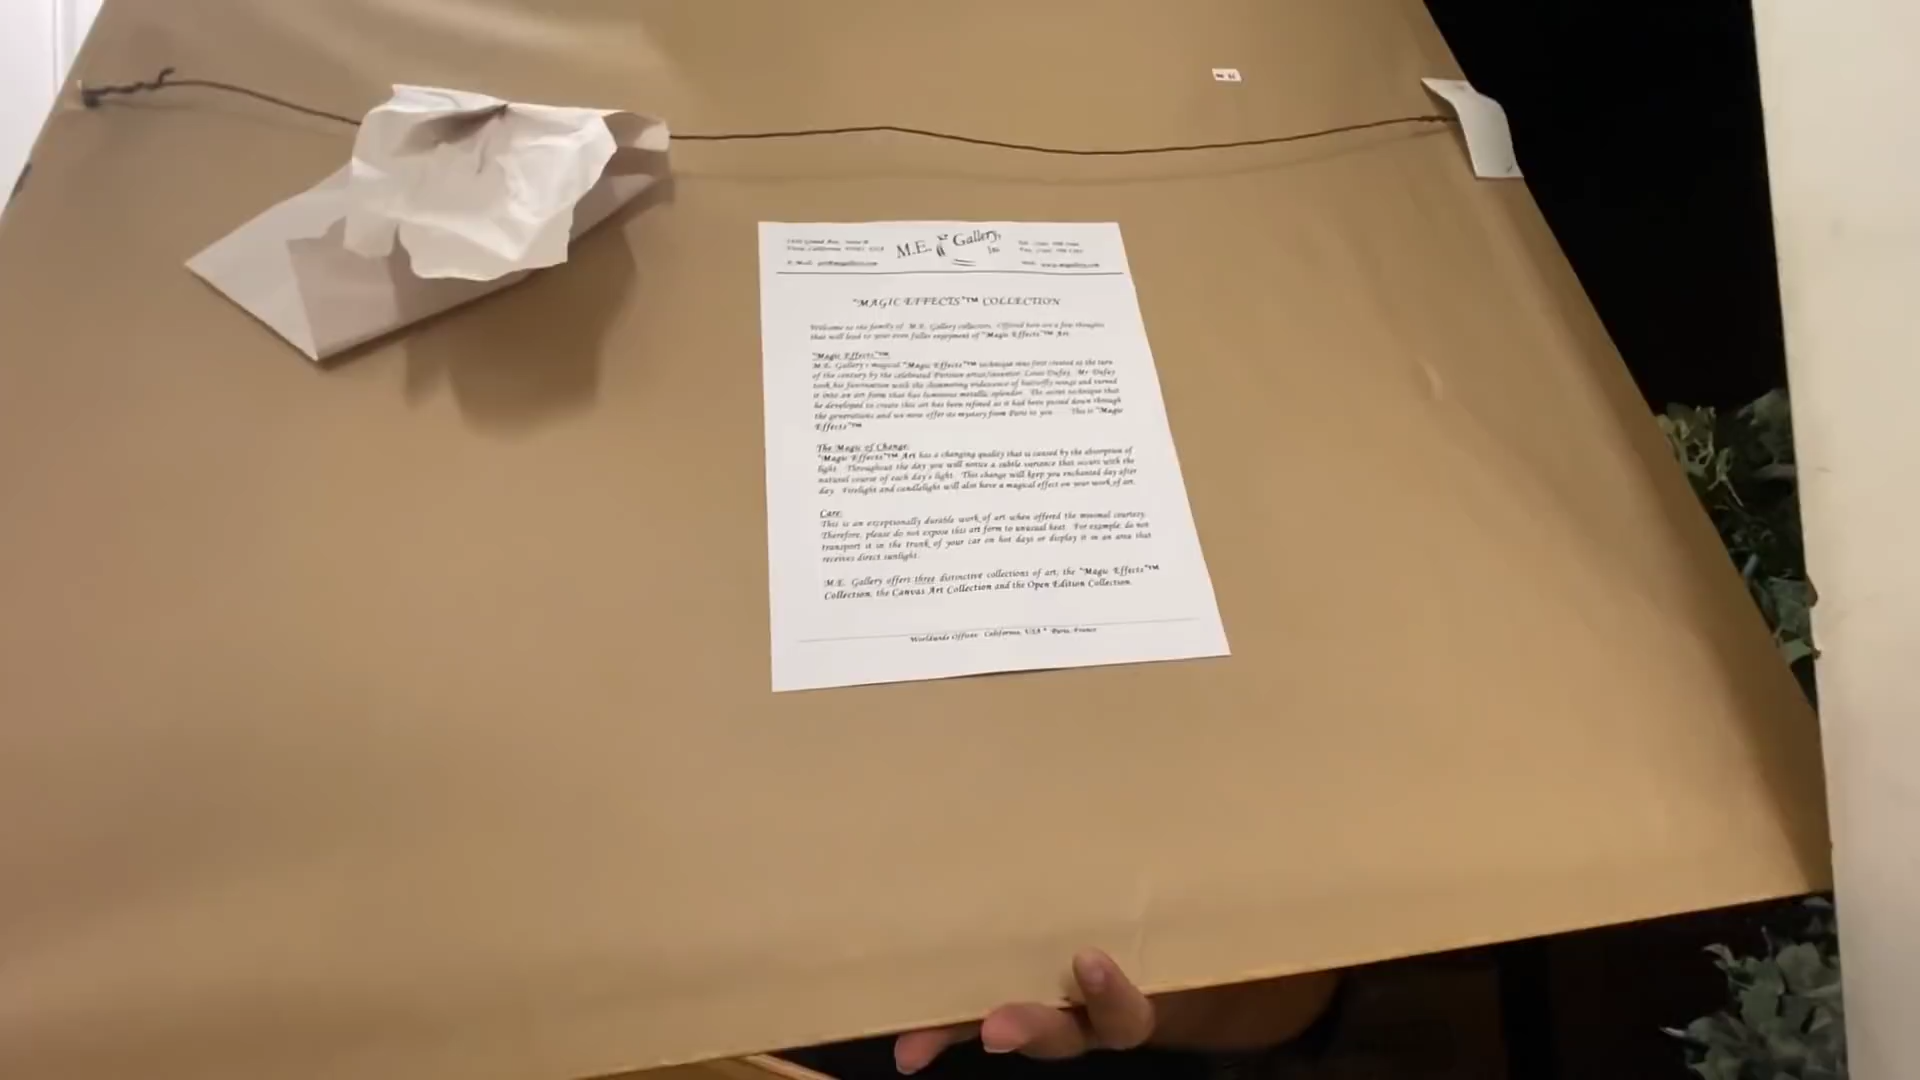 M.E. Gallery, Inc
"MAGIC EFFECTS"™ COLLECTION
Welcome to the family of M.E. Gallery collectors. Offered here are a few thoughts
that will lead to your even fuller enjoyment of "Magic Effects"™ Art.
"Magic Effects"™
M.E. Gallery's magical "Magic Effects"™ technique was first created at the turn
of the century by the celebrated Parisian artist/inventor Louis Dufay. Mr Dufay
took his fascination with the shimmering iridescence of butterfly wings and turned
it into an art form that has luminous metallic splendor. The secret technique that
he developed to create this art has been refined as it had been passed down through
the generations and we now offer its mystery from Paris to you This is "Magic
Effects"™
The Magic of Change:
"Magic Effects"™ Art has a changing quality that is caused by the absorption of
light. Throughout the day you will notice a subtle variance that occurs with the
natural course of each day's light. This change will keep you enchanted day after
day. Firelight and candlelight will also have a magical effect on your work of art.
Care:
This is an exceptionally durable work of art when offered the minimal courtesy.
Therefore, please do not expose this art form to unusual heat. For example, do not
transport it in the trunk of your car on hot days or display it in an area that
receives direct sunlight.
M.E. Gallery offers three distinctive collections of art; the "Magic Effects"™
Collection, the Canvas Art Collection and the Open Edition Collection.
Worldwide Offices California, USA * Paris, France